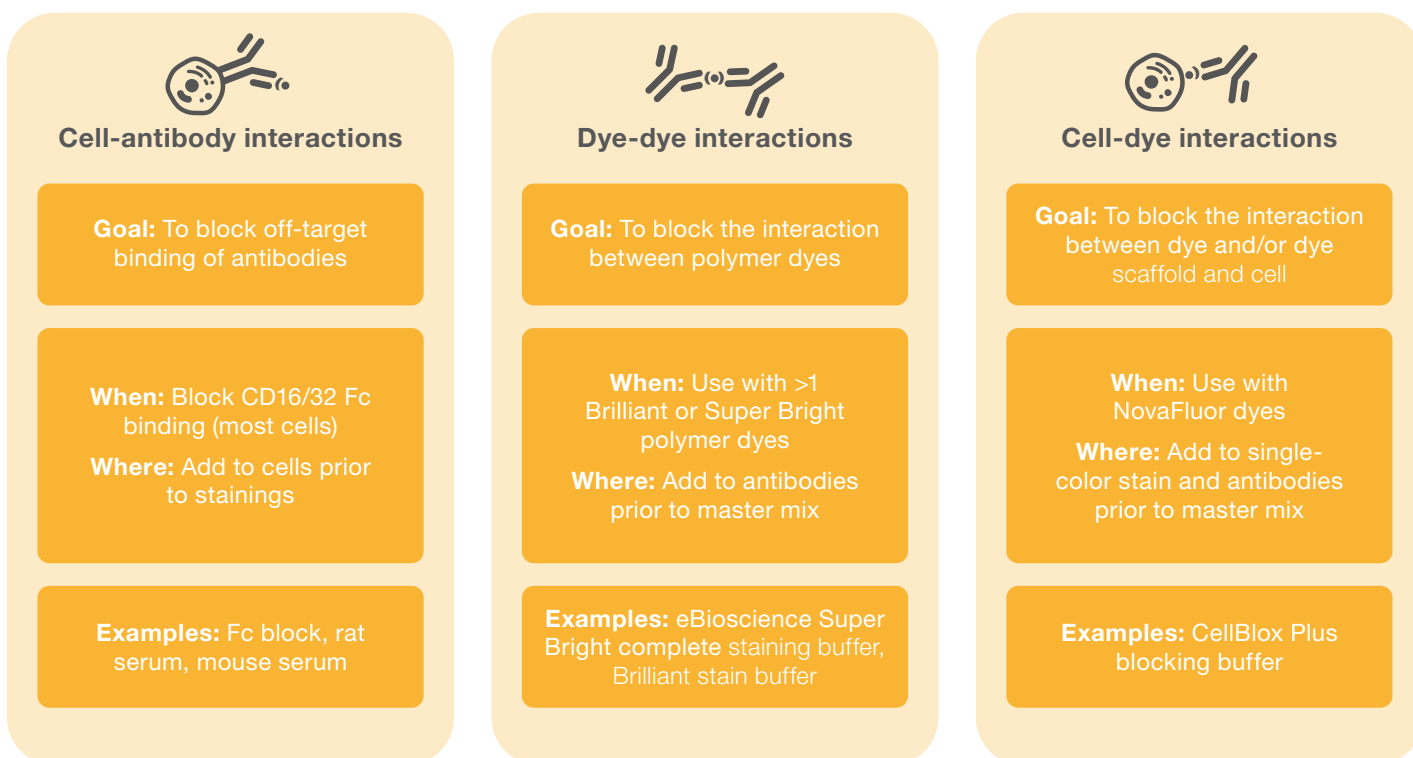 Cell-antibody interactions
Goal: To block off-target
binding of antibodies
When: Block CD16/32 Fc
binding (most cells)
Where: Add to cells prior
to stainings
Examples: Fc block, rat
serum, mouse serum
Dye-dye interactions
Goal: To block the interaction
between polymer dyes
When: Use with >1
Brilliant or Super Bright
polymer dyes
Where: Add to antibodies
prior to master mix
Examples: eBioscience Super
Bright complete staining buffer,
Brilliant stain buffer
Cell-dye interactions
Goal: To block the interaction
between dye and/or dye
scaffold and cell
When: Use with
NovaFluor dyes
Where: Add to single-
color stain and antibodies
prior to master mix
Examples: CellBlox Plus
blocking buffer